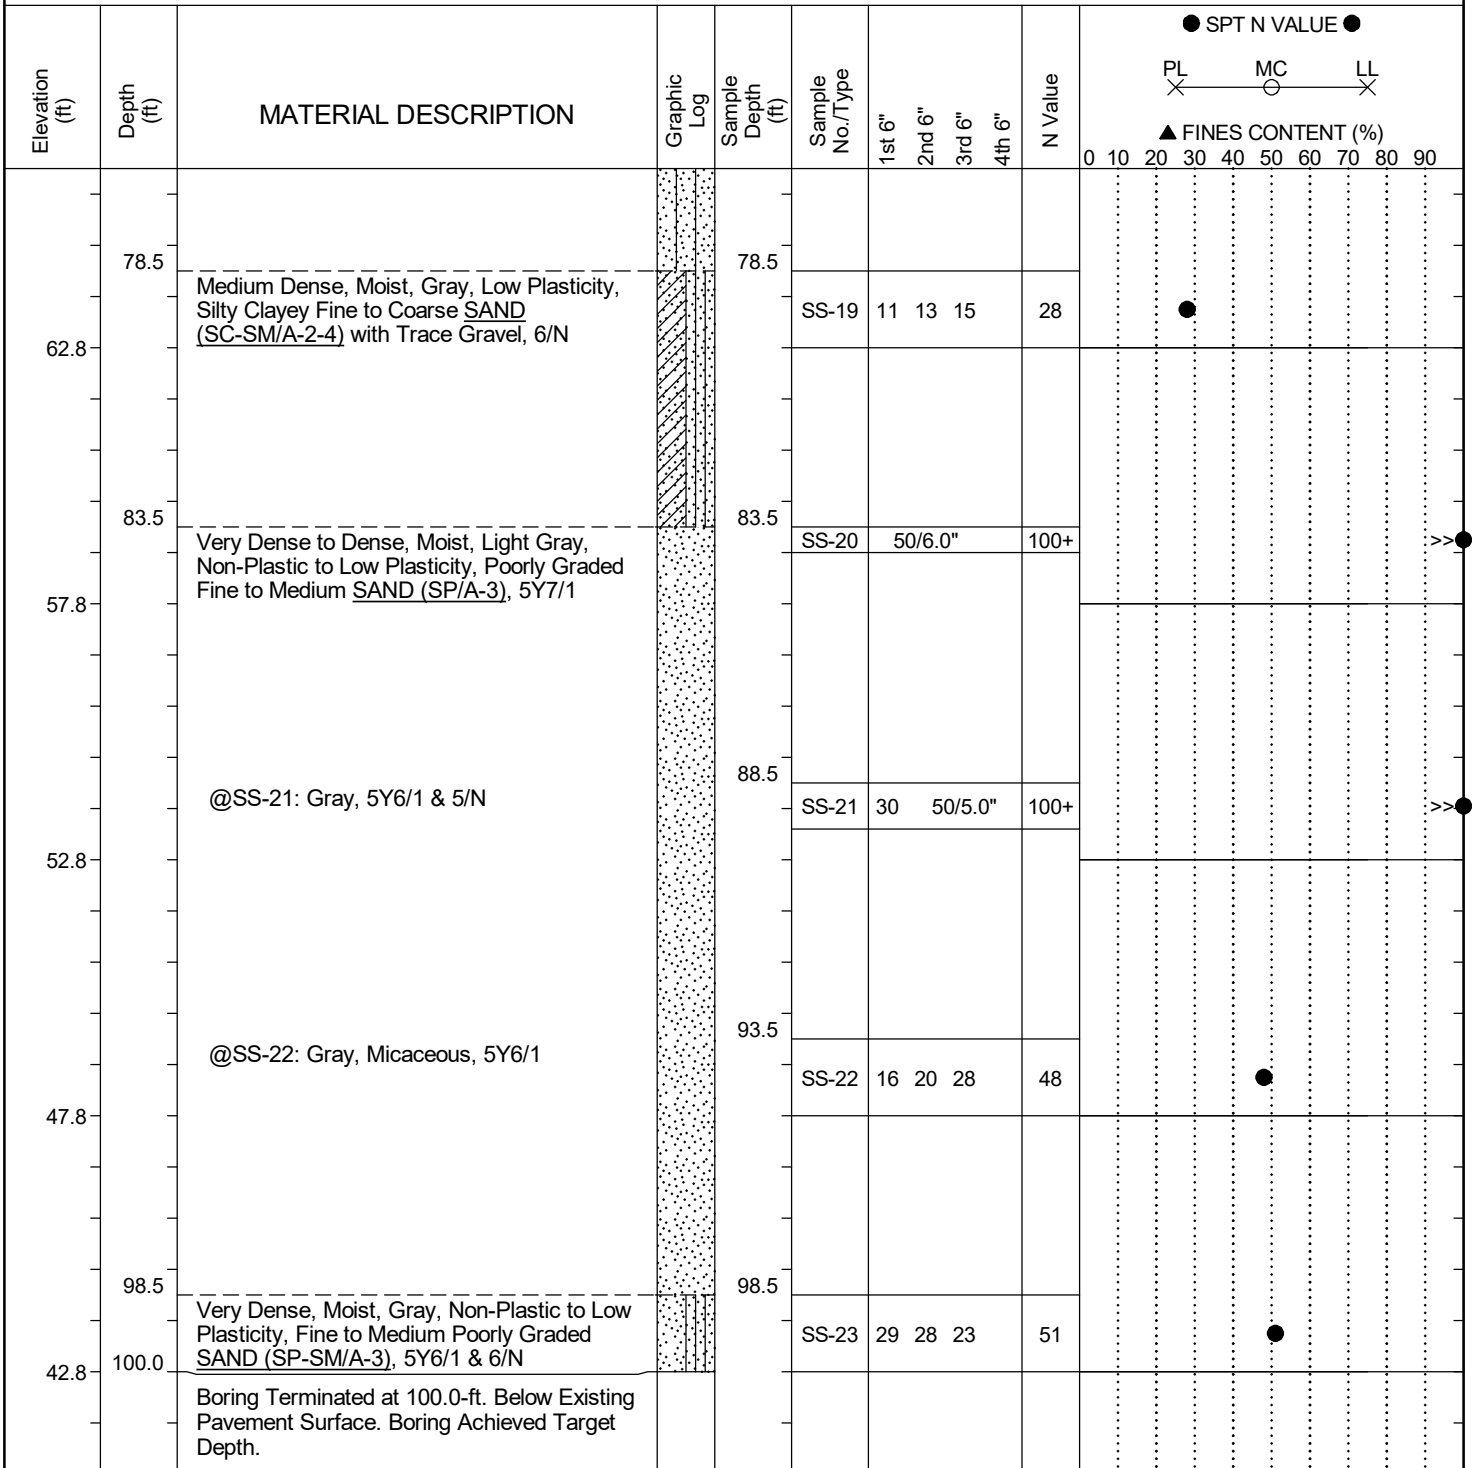 ● SPT N VALUE ●
PL MC LL
▲ FINES CONTENT (%)
0 10 20 30 40 50 60 70 80 90
Elevation (ft)
Depth (ft)
MATERIAL DESCRIPTION
Graphic Log
Sample Depth (ft)
Sample No./Type
1st 6"
2nd 6"
3rd 6"
4th 6"
N Value
78.5 78.5
Medium Dense, Moist, Gray, Low Plasticity,
Silty Clayey Fine to Coarse SAND
(SC-SM/A-2-4) with Trace Gravel, 6/N
SS-19 11 13 15 28
62.8
83.5 83.5
Very Dense to Dense, Moist, Light Gray,
Non-Plastic to Low Plasticity, Poorly Graded
Fine to Medium SAND (SP/A-3), 5Y7/1
SS-20 50/6.0" 100+ >>
57.8
88.5
@SS-21: Gray, 5Y6/1 & 5/N
SS-21 30 50/5.0" 100+ >>
52.8
93.5
@SS-22: Gray, Micaceous, 5Y6/1
SS-22 16 20 28 48
47.8
98.5 98.5
Very Dense, Moist, Gray, Non-Plastic to Low
Plasticity, Fine to Medium Poorly Graded
SAND (SP-SM/A-3), 5Y6/1 & 6/N
SS-23 29 28 23 51
42.8 100.0
Boring Terminated at 100.0-ft. Below Existing
Pavement Surface. Boring Achieved Target
Depth.